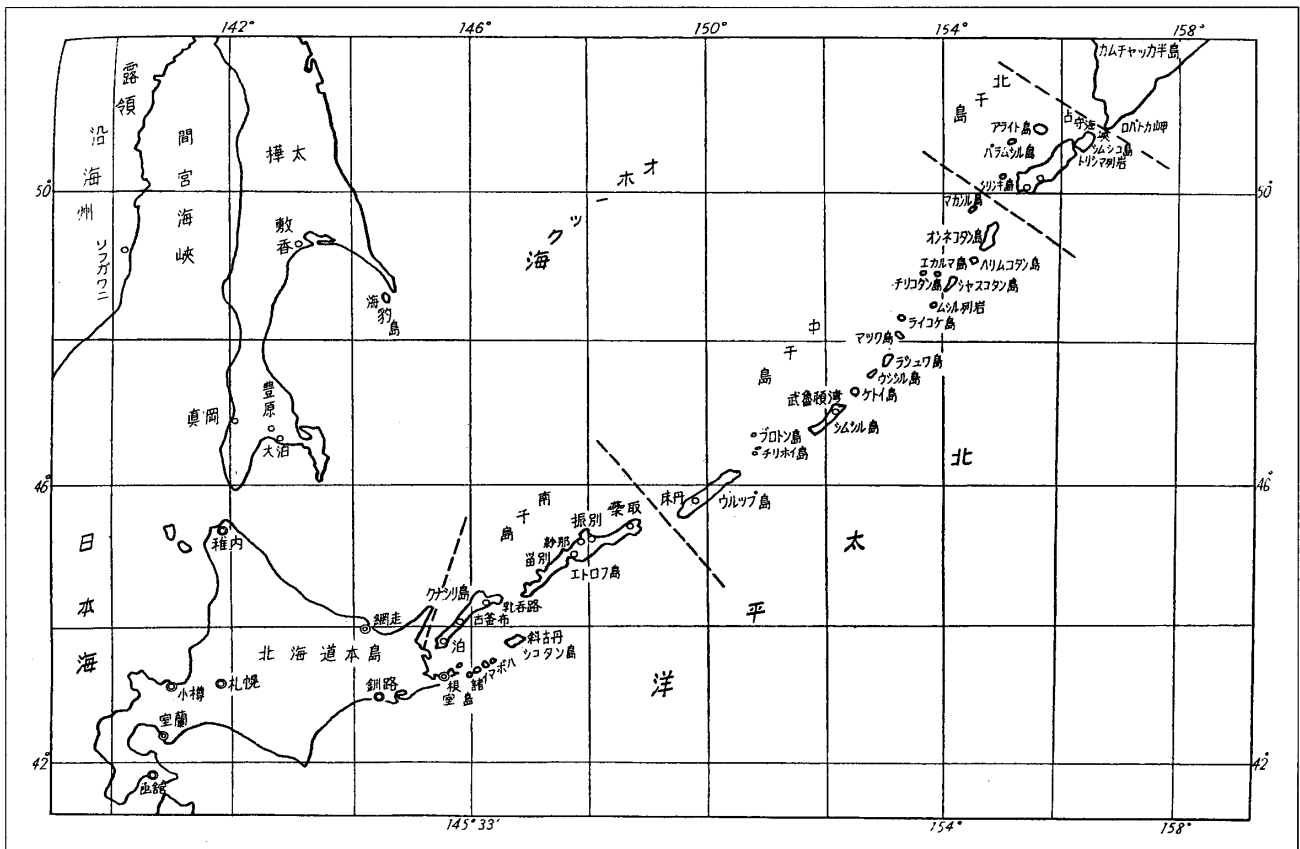 142°
146°
150°
154°
158°
50°
50°
46°
46°
42°
42°
145°33'
154°
158°
露領
沿海州
ソフガワニ
間宮海峡
樺太
敷香
海豹島
真岡
豊原
大泊
オホーツク海
北千島
カムチャッカ半島
占守海峡
ロパトカ岬
アライト島
パラムシル島
シムシュ島
トリシマ列岩
シリンキ島
マカンル島
オンネコタン島
エカルマ島
ハリムコタン島
チリコタン島
シャスコタン島
ムシル列岩
ライコケ島
マツワ島
中千島
ラシュワ島
ウシシル島
ケトイ島
武魯頓湾
シムシル島
ブロトン島
チリホイ島
床丹
ウルップ島
南千島
蘂取
振別
紗那
留別
エトロフ島
クナシリ島
乳呑路
古釜布
泊
斜古丹
シコタン島
ハボマイ諸島
根室
網走
釧路
北海道本島
稚内
小樽
札幌
室蘭
函館
日本海
北太平洋